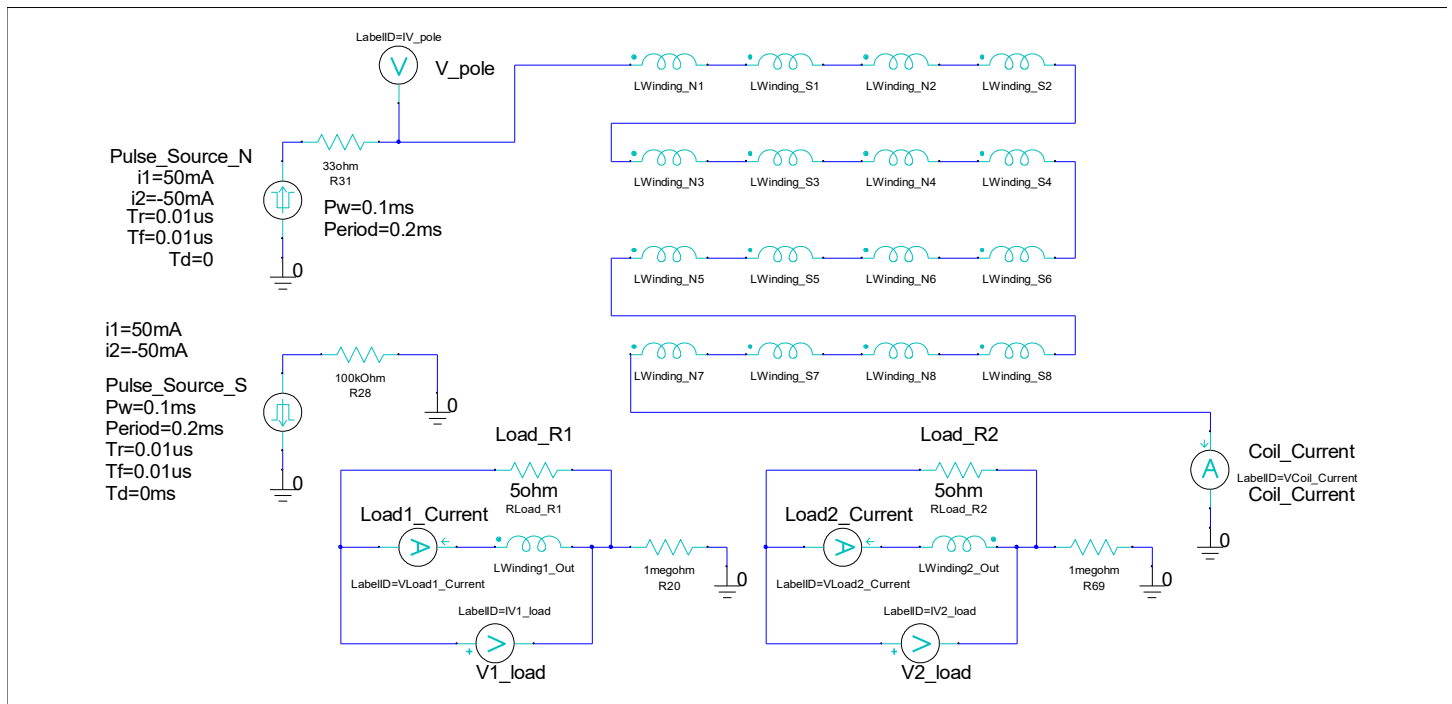 LabelID=IV_pole
V
V_pole
LWinding_N1
LWinding_S1
LWinding_N2
LWinding_S2
Pulse_Source_N
i1=50mA
i2=-50mA
Tr=0.01us
Tf=0.01us
Td=0
33ohm
R31
Pw=0.1ms
Period=0.2ms
0
LWinding_N3
LWinding_S3
LWinding_N4
LWinding_S4
LWinding_N5
LWinding_S5
LWinding_N6
LWinding_S6
i1=50mA
i2=-50mA
Pulse_Source_S
Pw=0.1ms
Period=0.2ms
Tr=0.01us
Tf=0.01us
Td=0ms
100kOhm
R28
0
0
LWinding_N7
LWinding_S7
LWinding_N8
LWinding_S8
Load_R1
5ohm
RLoad_R1
Load1_Current
A
LabelID=VLoad1_Current
LWinding1_Out
1megohm
R20
0
LabelID=IV1_load
+
V
V1_load
Load_R2
5ohm
RLoad_R2
Load2_Current
A
LabelID=VLoad2_Current
LWinding2_Out
1megohm
R69
0
LabelID=IV2_load
+
V
V2_load
A
Coil_Current
LabelID=VCoil_Current
Coil_Current
0